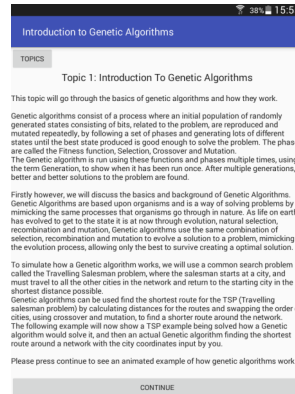 38% 15:5
Introduction to Genetic Algorithms
TOPICS
Topic 1: Introduction To Genetic Algorithms
This topic will go through the basics of genetic algorithms and how they work.
Genetic algorithms consist of a process where an initial population of randomly
generated states consisting of bits, related to the problem, are reproduced and
mutated repeatedly, by following a set of phases and generating lots of different
states until the best state produced is good enough to solve the problem. The phas
are called the Fitness function, Selection, Crossover and Mutation.
The Genetic algorithm is run using these functions and phases multiple times, using
the term Generation, to show when it has been run once. After multiple generations,
better and better solutions to the problem are found.
Firstly however, we will discuss the basics and background of Genetic Algorithms.
Genetic Algorithms are based upon organisms and is a way of solving problems by
mimicking the same processes that organisms go through in nature. As life on earth
has evolved to get to the state it is at now through evolution, natural selection,
recombination and mutation, Genetic algorithms use the same combination of
selection, recombination and mutation to evolve a solution to a problem, mimicking
the evolution process, allowing only the best to survive creating a optimal solution.
To simulate how a Genetic algorithm works, we will use a common search problem
called the Travelling Salesman problem, where the salesman starts at a city, and
must travel to all the other cities in the network and return to the starting city in the
shortest distance possible.
Genetic algorithms can be used find the shortest route for the TSP (Travelling
salesman problem) by calculating distances for the routes and swapping the order
cities, using crossover and mutation, to find a shorter route around the network.
The following example will now show a TSP example being solved how a Genetic
algorithm would solve it, and then an actual Genetic algorithm finding the shortest
route around a network with the city coordinates input by you.
Please press continue to see an animated example of how genetic algorithms work
CONTINUE